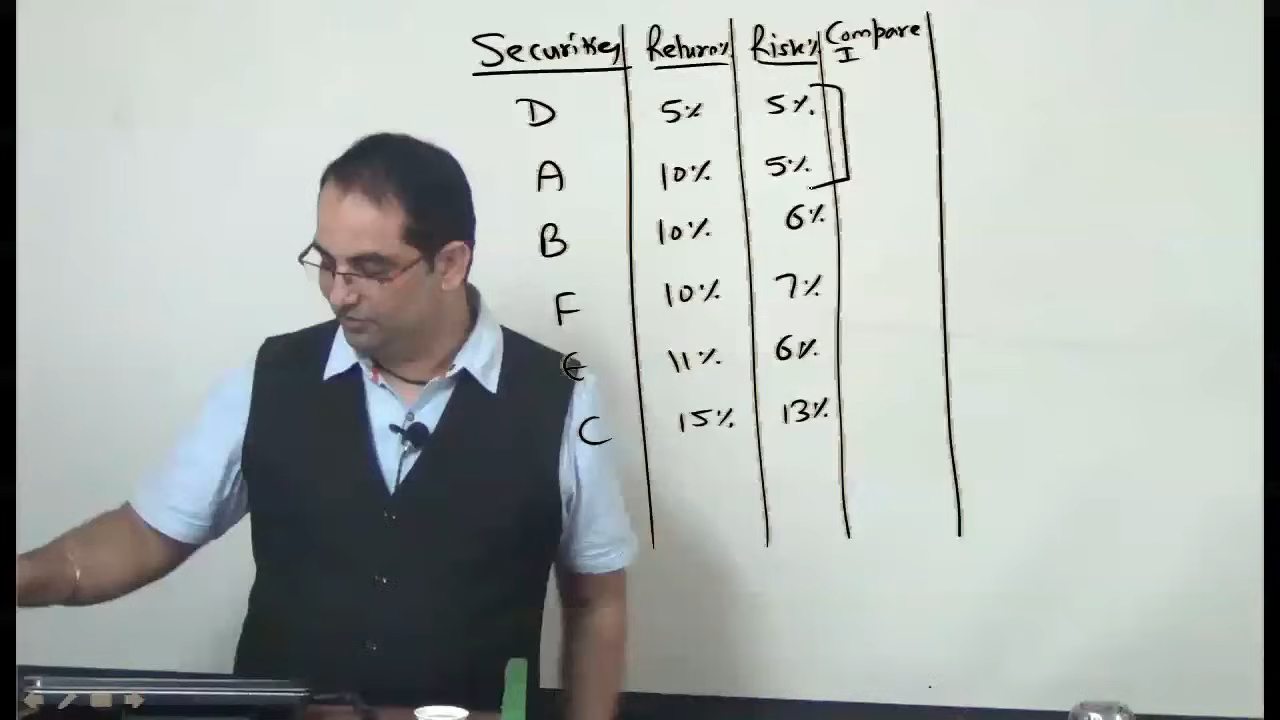 Securities Return% Risk% Compare I
D 5% 5%
A 10% 5%
B 10% 6%
F 10% 7%
E 11% 6%
C 15% 13%